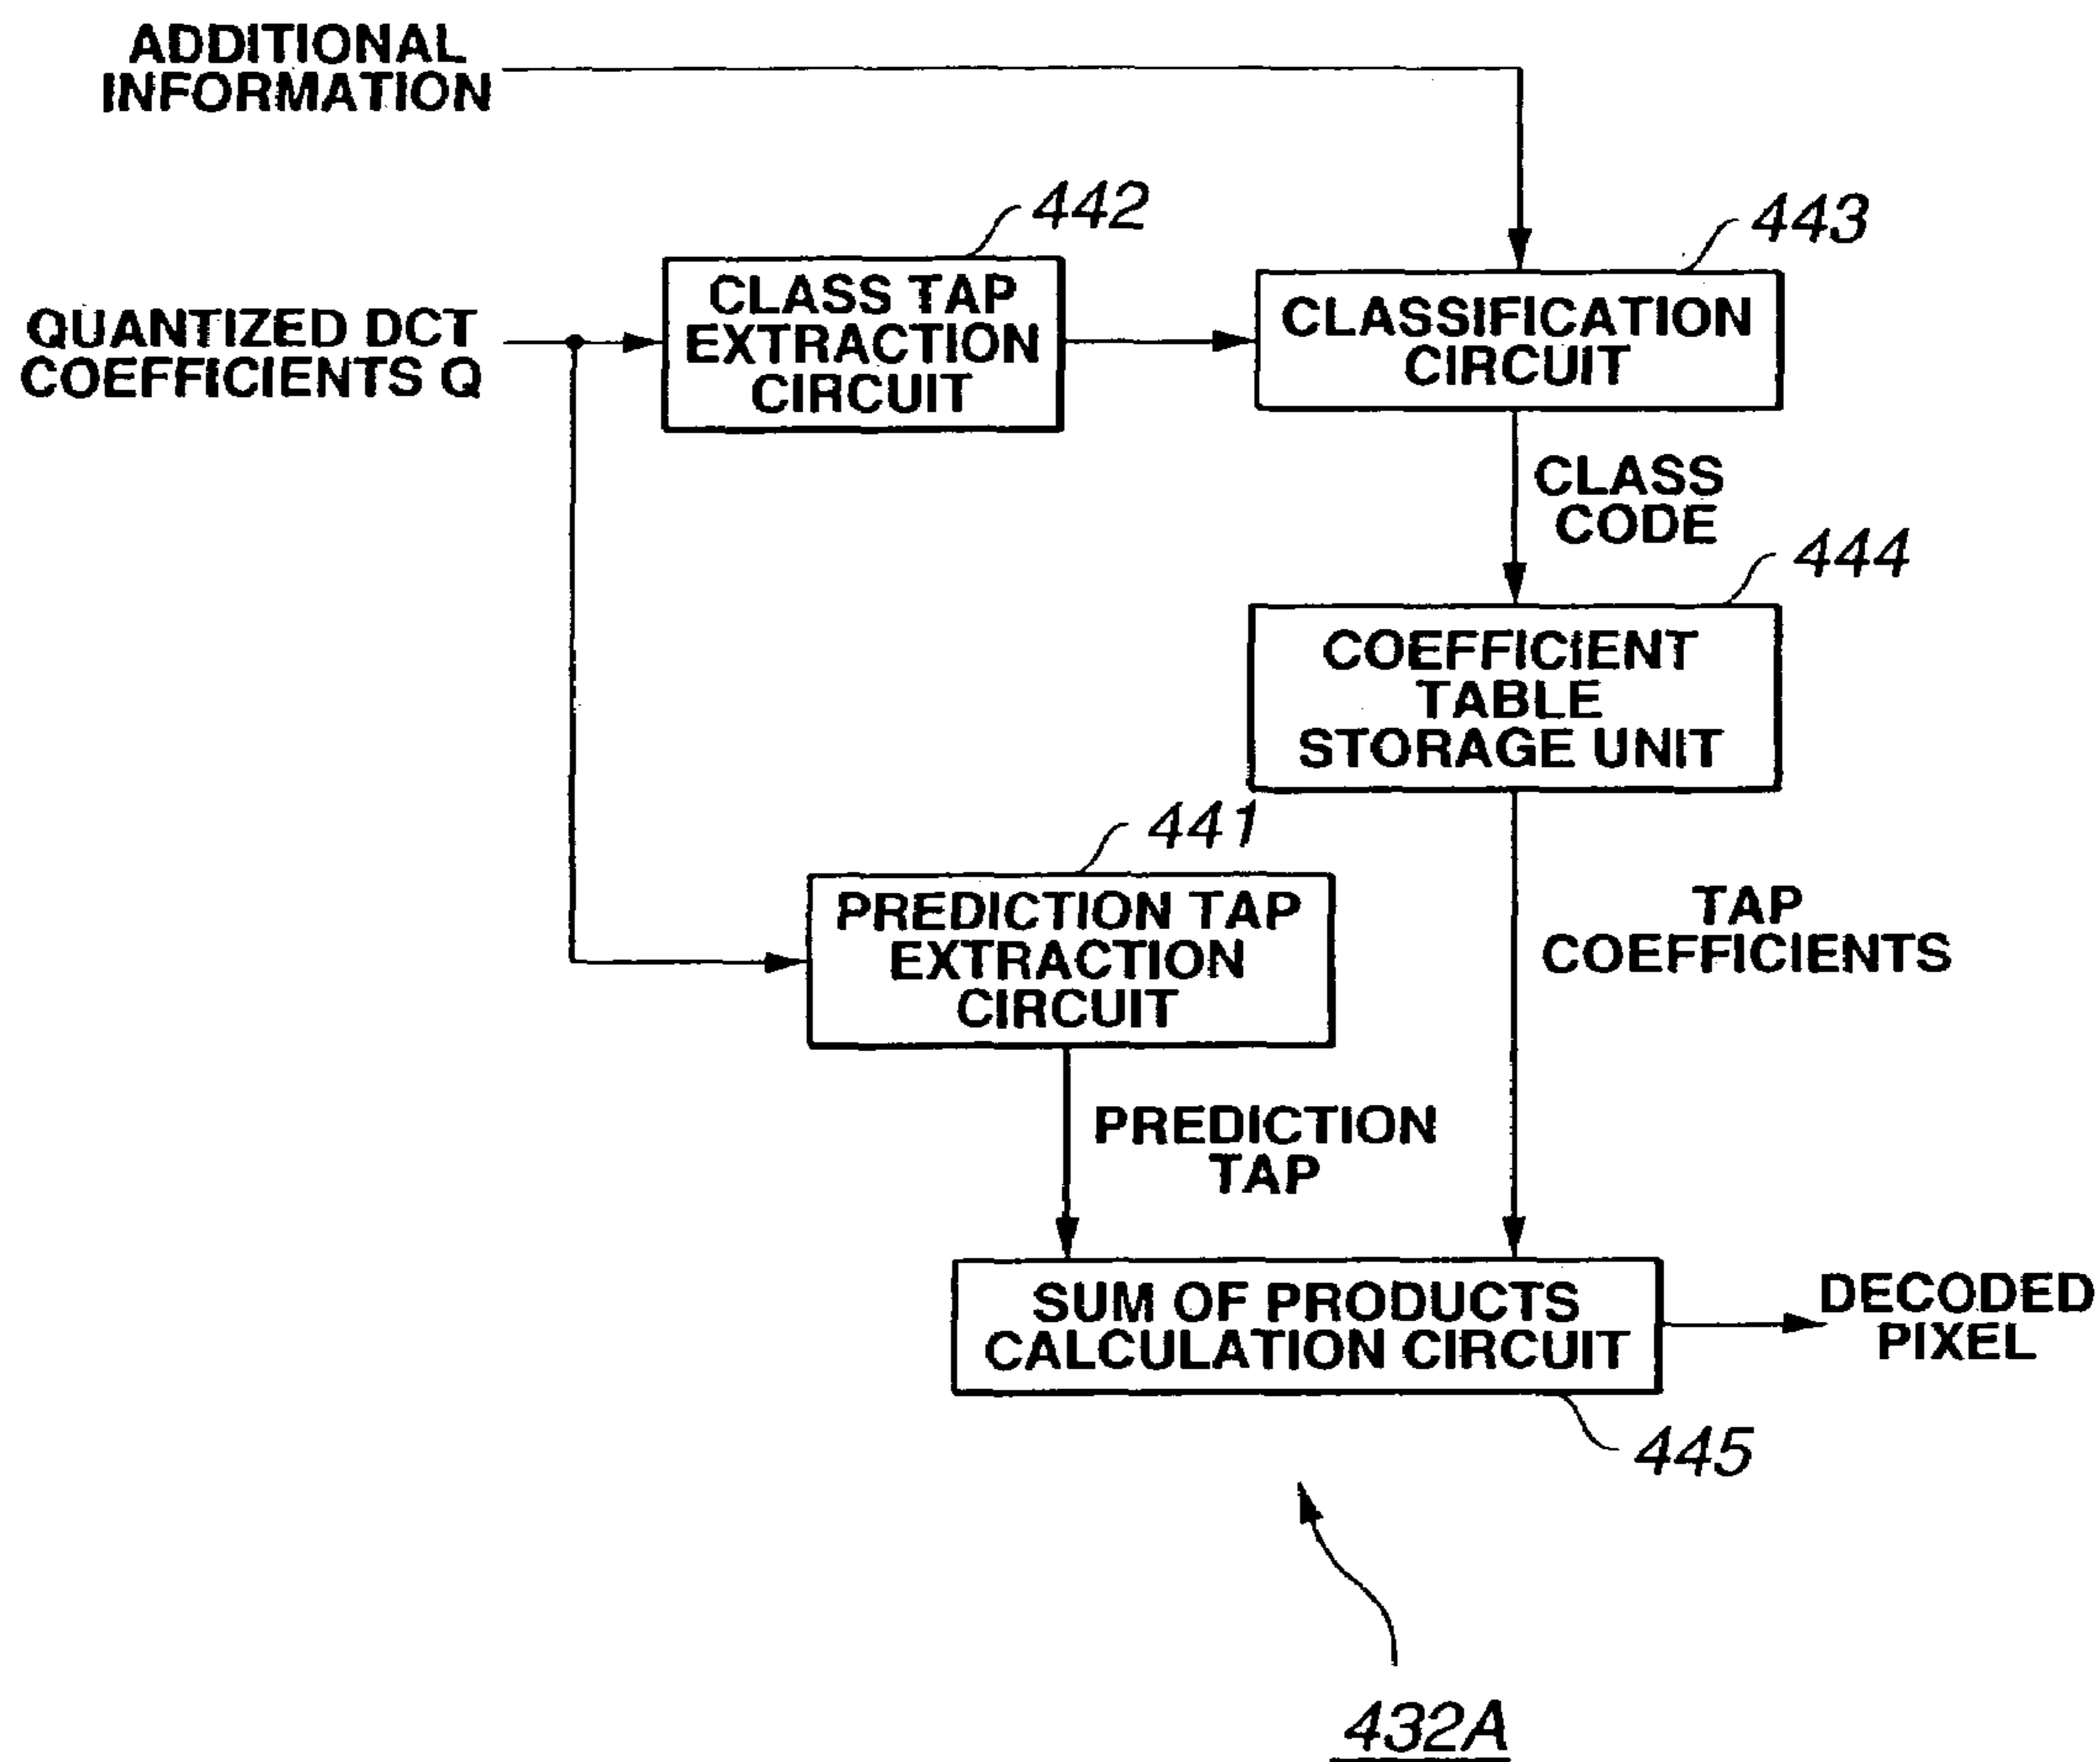 ADDITIONAL
INFORMATION
442
443
QUANTIZED DCT
COEFFICIENTS Q
CLASS TAP
EXTRACTION
CIRCUIT
CLASSIFICATION
CIRCUIT
CLASS
CODE
444
COEFFICIENT
TABLE
STORAGE UNIT
441
PREDICTION TAP
EXTRACTION
CIRCUIT
TAP
COEFFICIENTS
PREDICTION
TAP
SUM OF PRODUCTS
CALCULATION CIRCUIT
DECODED
PIXEL
445
432A